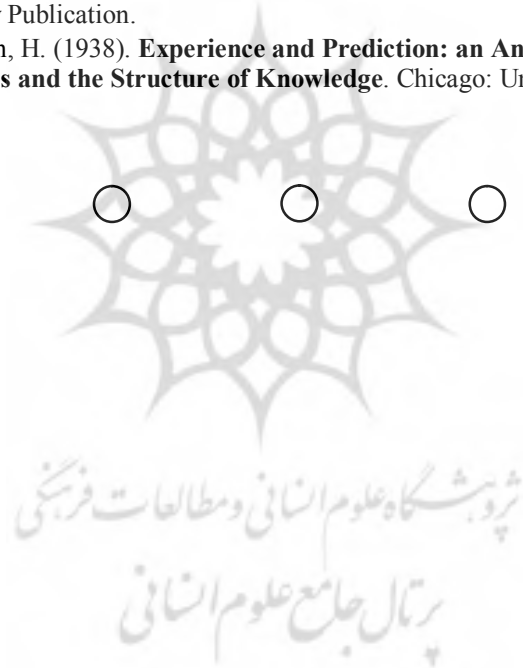 Publication.
, H. (1938). Experience and Prediction: an An
s and the Structure of Knowledge. Chicago: Un
پژوهشگاه علوم انسانی و مطالعات فرهنگی
پرتال جامع علوم انسانی